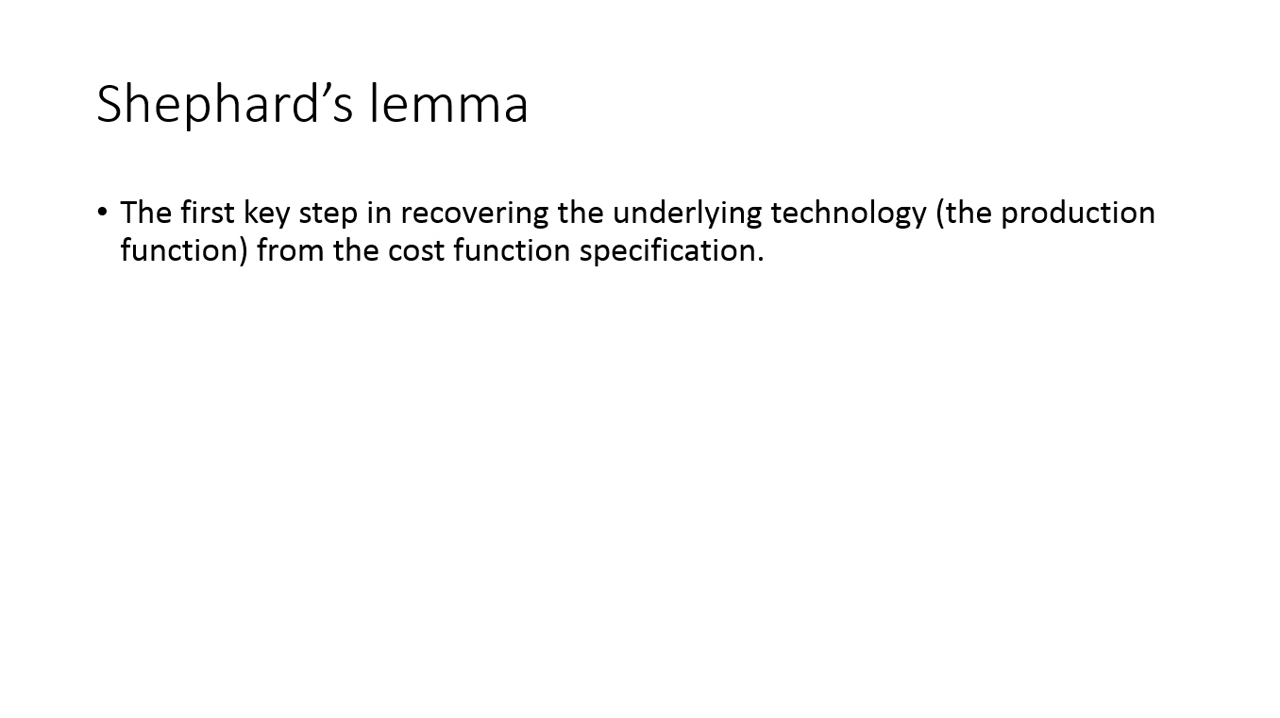 Shephard’s lemma
• The first key step in recovering the underlying technology (the production
function) from the cost function specification.